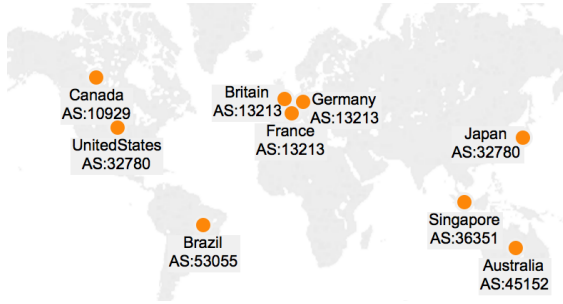 Canada
AS:10929
UnitedStates
AS:32780
Britain
AS:13213
Germany
AS:13213
France
AS:13213
Japan
AS:32780
Brazil
AS:53055
Singapore
AS:36351
Australia
AS:45152